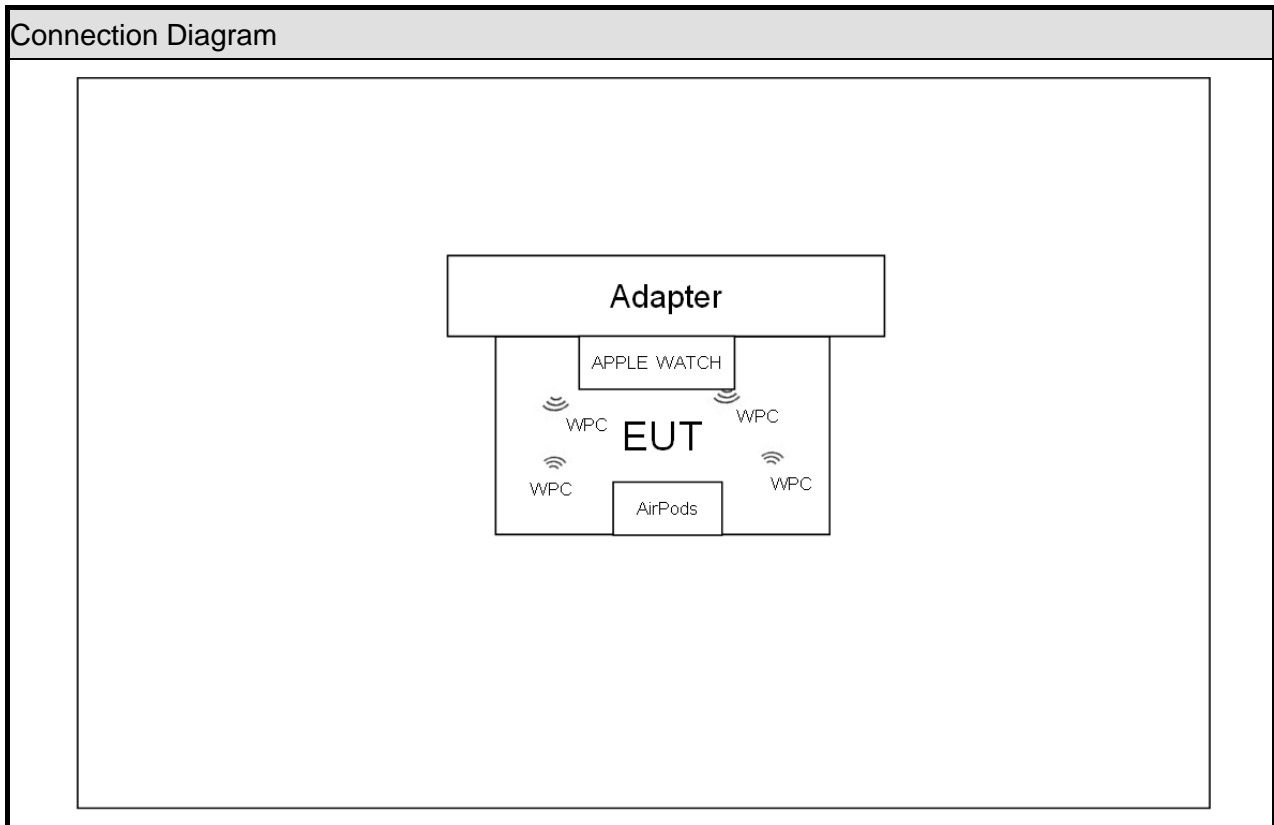 Connection Diagram
Adapter
APPLE WATCH
WPC
WPC
EUT
WPC
WPC
AirPods